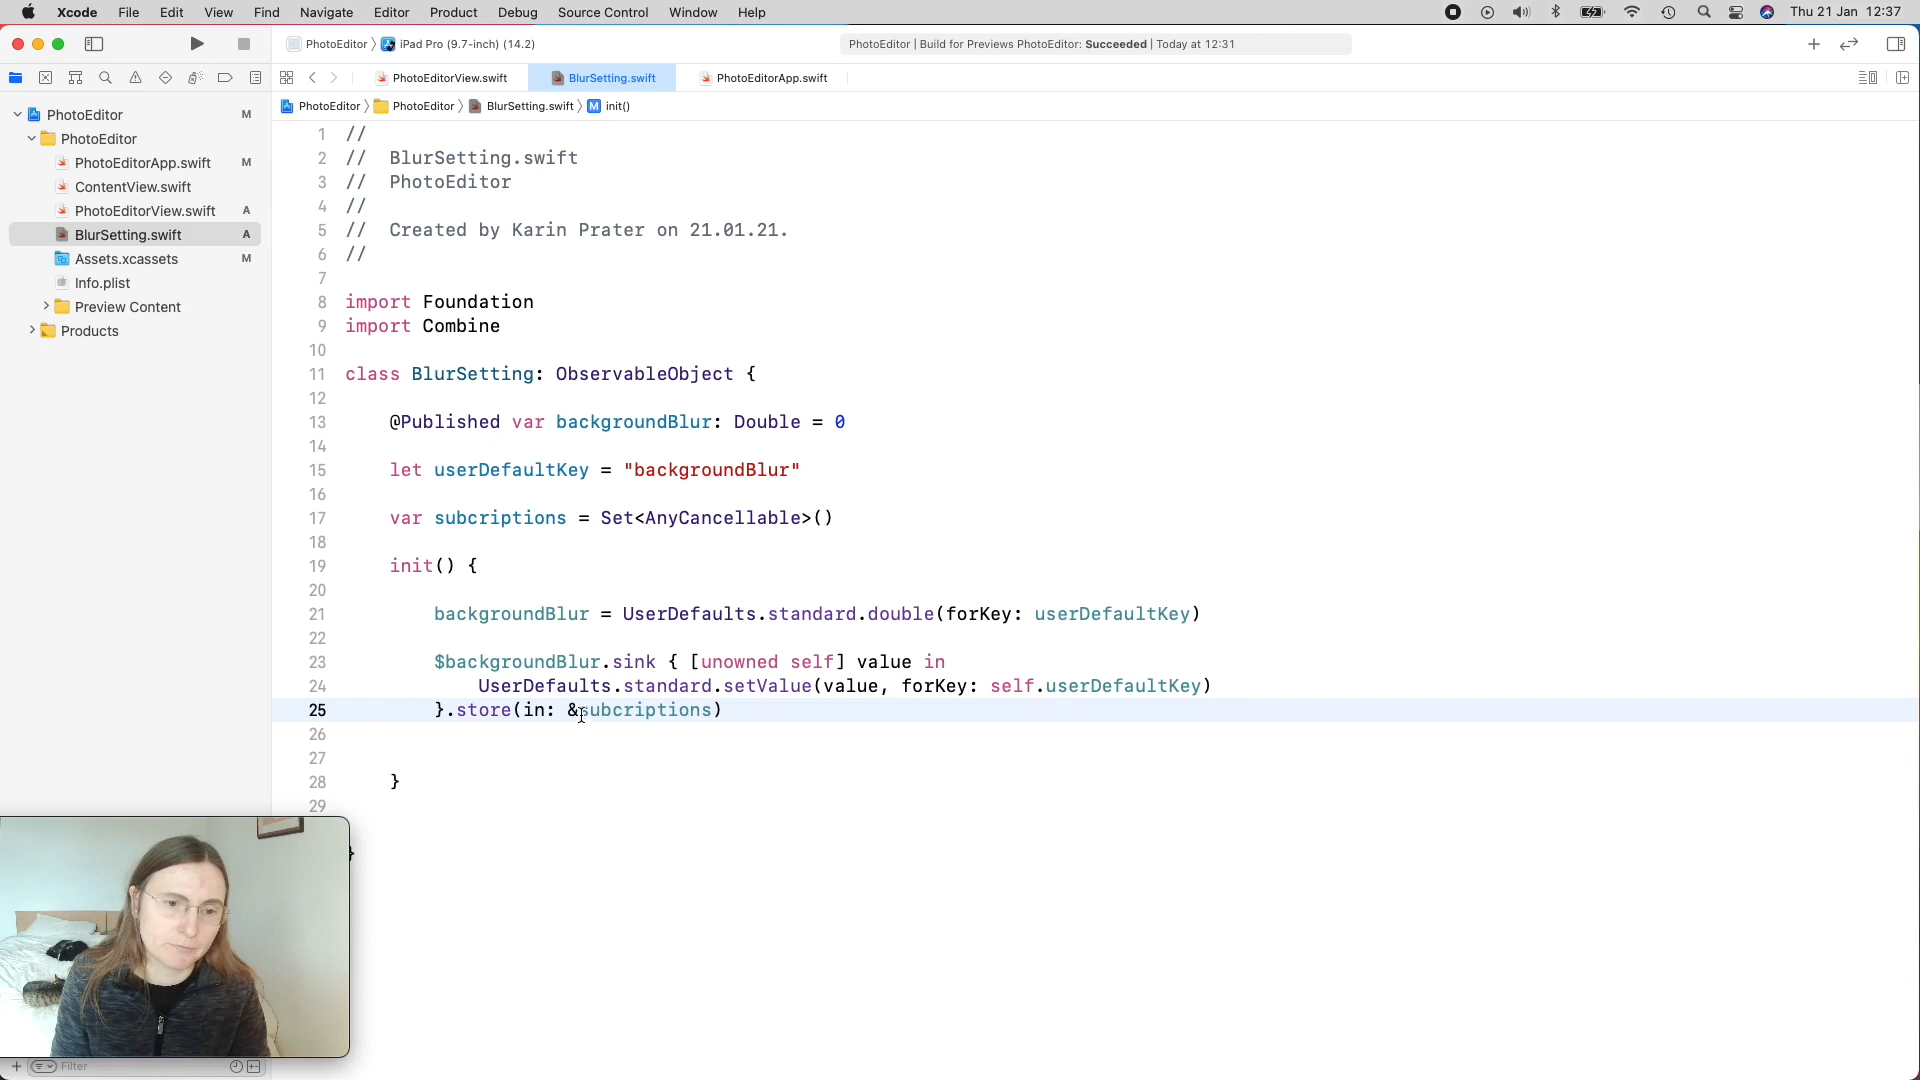 Xcode File Edit View Find Navigate Editor Product Debug Source Control Window Help Thu 21 Jan 12:37
PhotoEditor iPad Pro (9.7-inch) (14.2) PhotoEditor | Build for Previews PhotoEditor: Succeeded | Today at 12:31
PhotoEditorView.swift BlurSetting.swift PhotoEditorApp.swift
PhotoEditor PhotoEditor BlurSetting.swift M init()
PhotoEditor M
PhotoEditor
PhotoEditorApp.swift M
ContentView.swift
PhotoEditorView.swift A
BlurSetting.swift A
Assets.xcassets M
Info.plist
Preview Content
Products
Filter
1 //
2 // BlurSetting.swift
3 // PhotoEditor
4 //
5 // Created by Karin Prater on 21.01.21.
6 //
7
8 import Foundation
9 import Combine
10
11 class BlurSetting: ObservableObject {
12
13 @Published var backgroundBlur: Double = 0
14
15 let userDefaultKey = "backgroundBlur"
16
17 var subcriptions = Set<AnyCancellable>()
18
19 init() {
20
21 backgroundBlur = UserDefaults.standard.double(forKey: userDefaultKey)
22
23 $backgroundBlur.sink { [unowned self] value in
24 UserDefaults.standard.setValue(value, forKey: self.userDefaultKey)
25 }.store(in: &subcriptions)
26
27
28 }
29
}